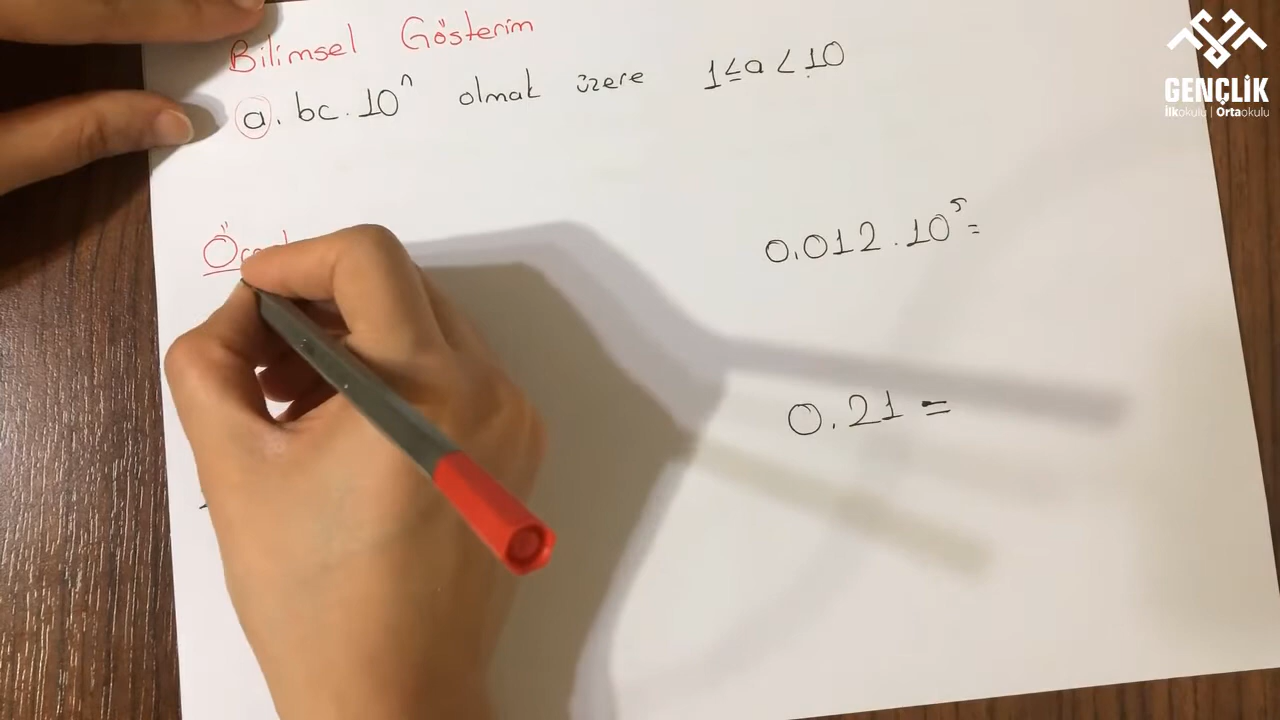 Bilimsel Gösterim
a. bc. 10ⁿ olmak üzere 1≤a<10
0.012.10⁵=
0.21=
GENÇLİK
İlkokulu | Ortaokulu